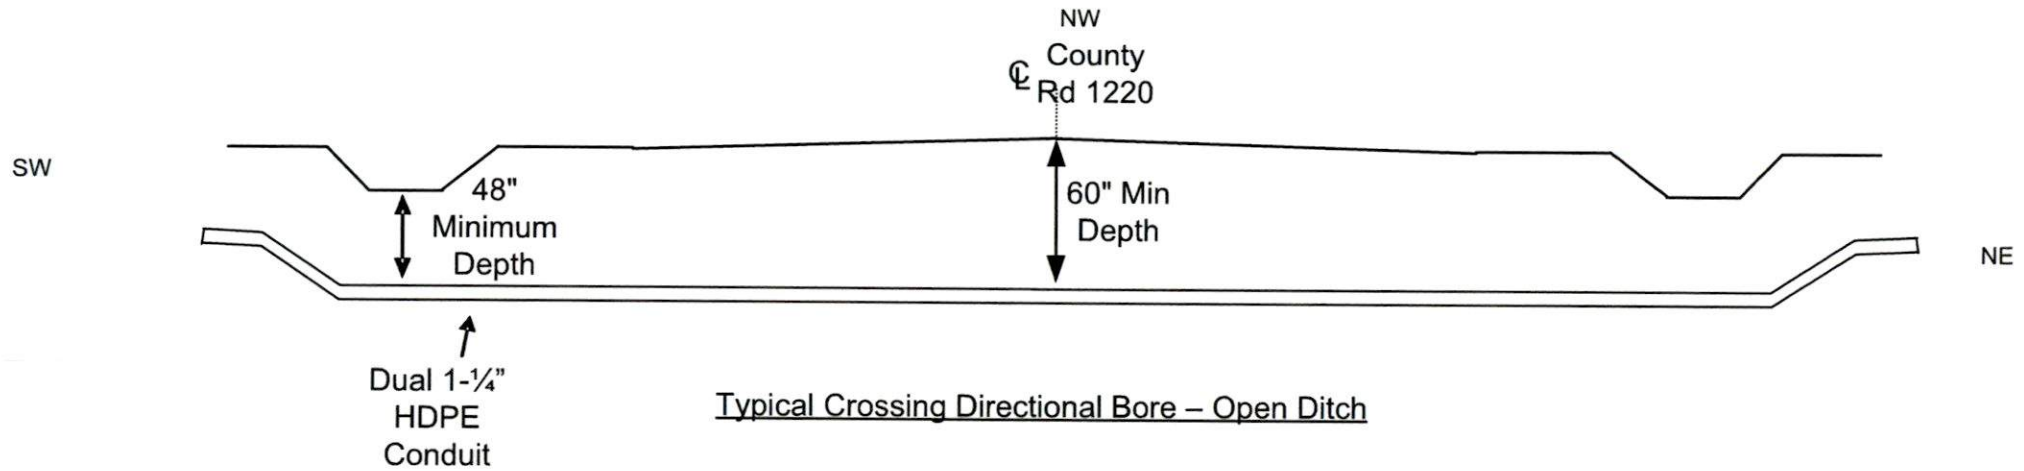 NW
County
℄ Rd 1220
SW
48"
Minimum
Depth
60" Min
Depth
NE
Dual 1-¼”
HDPE
Conduit
Typical Crossing Directional Bore – Open Ditch